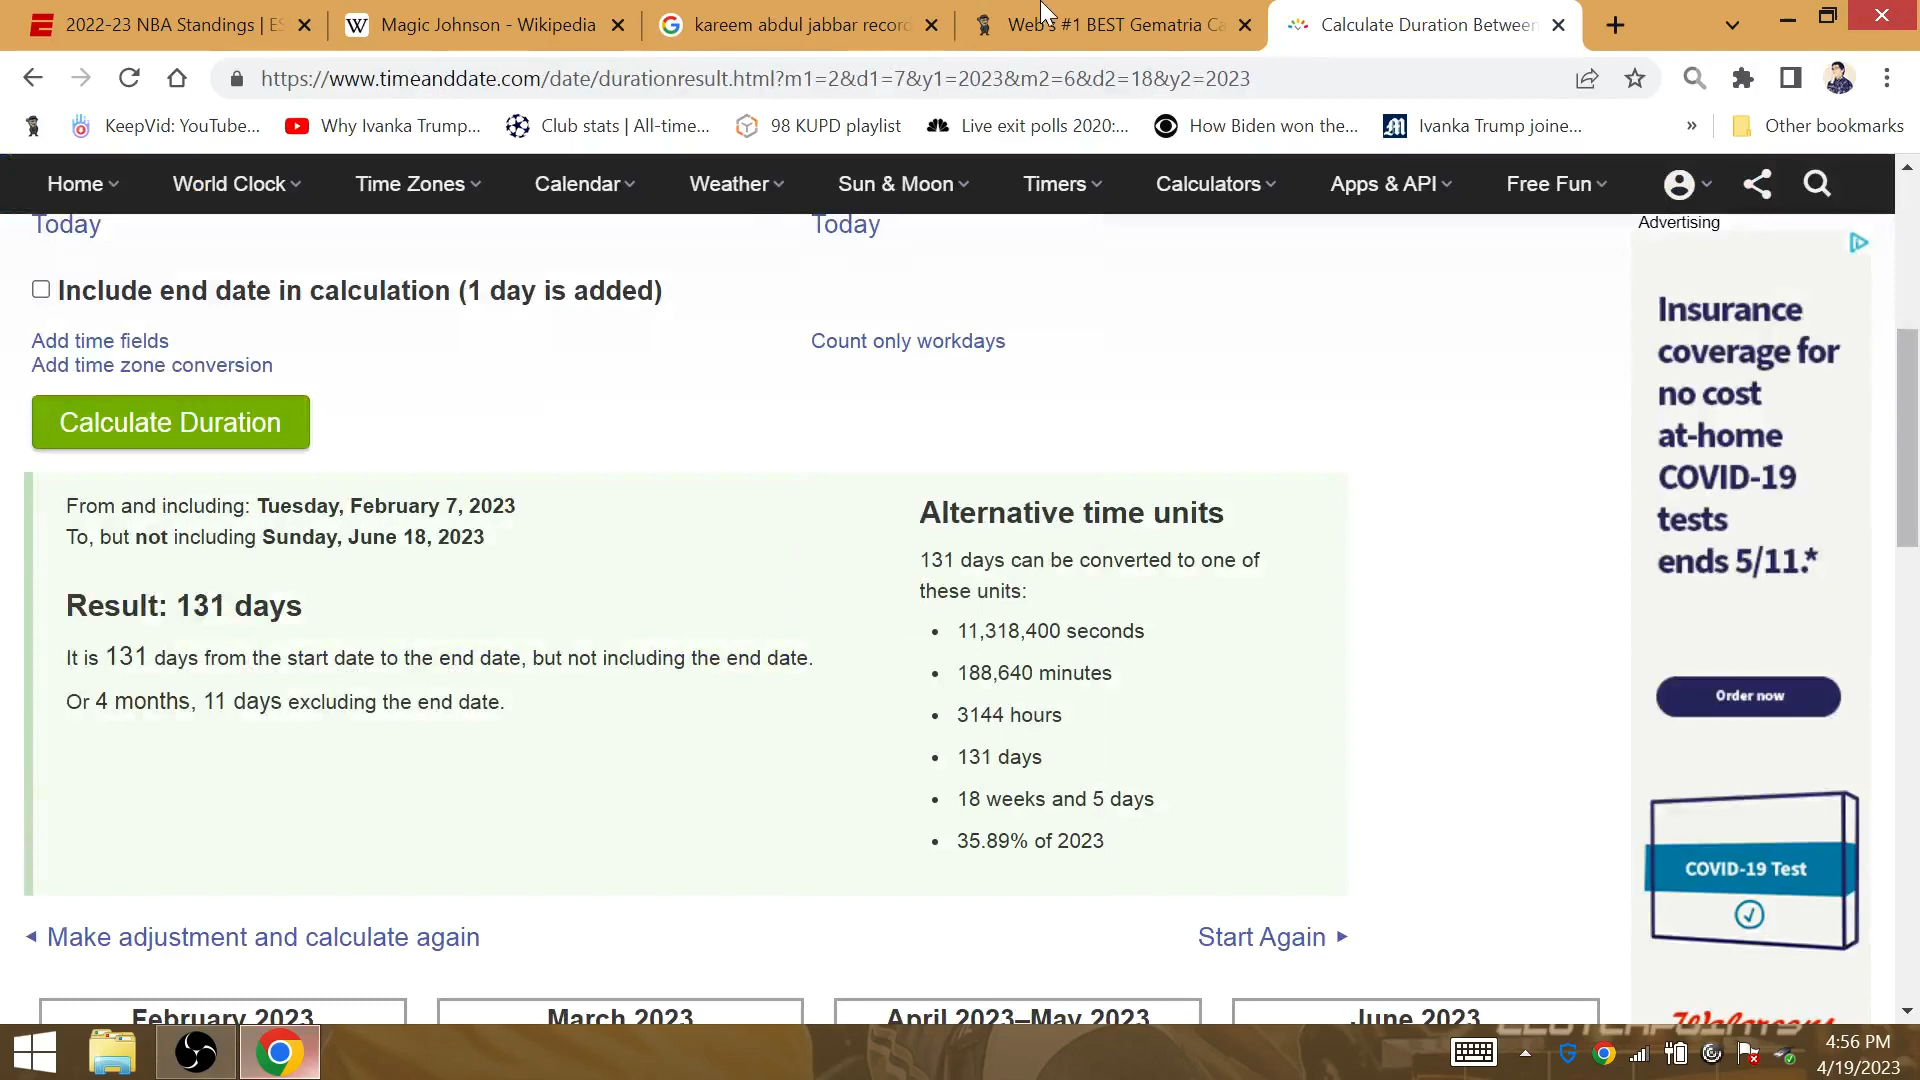 2022-23 NBA Standings | ES
Magic Johnson - Wikipedia
kareem abdul jabbar record
Web's #1 BEST Gematria Ca
Calculate Duration Between
https://www.timeanddate.com/date/durationresult.html?m1=2&d1=7&y1=2023&m2=6&d2=18&y2=2023
KeepVid: YouTube...
Why Ivanka Trump...
Club stats | All-time...
98 KUPD playlist
Live exit polls 2020:...
How Biden won the...
Ivanka Trump joine...
»
Other bookmarks
Home
World Clock
Time Zones
Calendar
Weather
Sun & Moon
Timers
Calculators
Apps & API
Free Fun
Today
Today
Advertising
Include end date in calculation (1 day is added)
Add time fields
Count only workdays
Add time zone conversion
Calculate Duration
From and including: Tuesday, February 7, 2023
To, but not including Sunday, June 18, 2023
Result: 131 days
It is 131 days from the start date to the end date, but not including the end date.
Or 4 months, 11 days excluding the end date.
Alternative time units
131 days can be converted to one of
these units:
• 11,318,400 seconds
• 188,640 minutes
• 3144 hours
• 131 days
• 18 weeks and 5 days
• 35.89% of 2023
Make adjustment and calculate again
Start Again
February 2023
March 2023
April 2023–May 2023
June 2023
Insurance
coverage for
no cost
at-home
COVID-19
tests
ends 5/11.*
Order now
COVID-19 Test
Walgreens
CLUTCHPOINTS
4:56 PM
4/19/2023